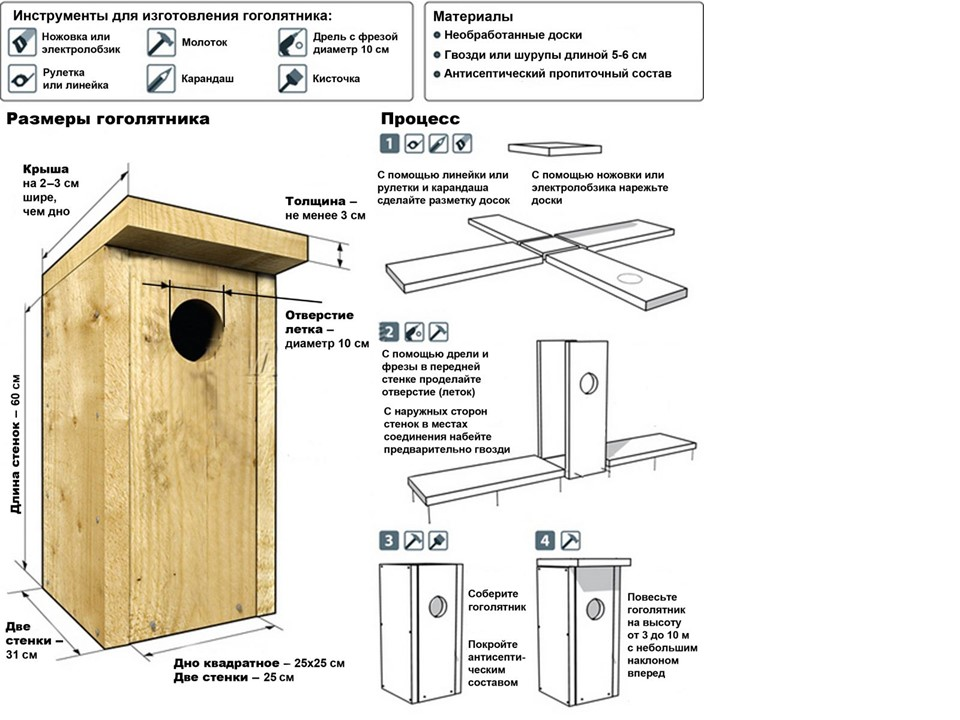 Инструменты для изготовления гоголятника:
Ножовка или
электролобзик
Молоток
Дрель с фрезой
диаметр 10 см
Рулетка
или линейка
Карандаш
Кисточка
Материалы
Необработанные доски
Гвозди или шурупы длиной 5-6 см
Антисептический пропиточный состав
Размеры гоголятника
Крыша
на 2–3 см
шире,
чем дно
Толщина –
не менее 3 см
Отверстие
летка –
диаметр 10 см
Длина стенок – 60 см
Две
стенки –
31 см
Дно квадратное – 25х25 см
Две стенки – 25 см
Процесс
1
С помощью линейки или
рулетки и карандаша
сделайте разметку досок
С помощью ножовки или
электролобзика нарежьте
доски
2
С помощью дрели и
фрезы в передней
стенке проделайте
отверстие (леток)
С наружных сторон
стенок в местах
соединения набейте
предварительно гвозди
3
Соберите
гоголятник
Покройте
антисепти-
ческим
составом
4
Повесьте
гоголятник
на высоту
от 3 до 10 м
с небольшим
наклоном
вперед